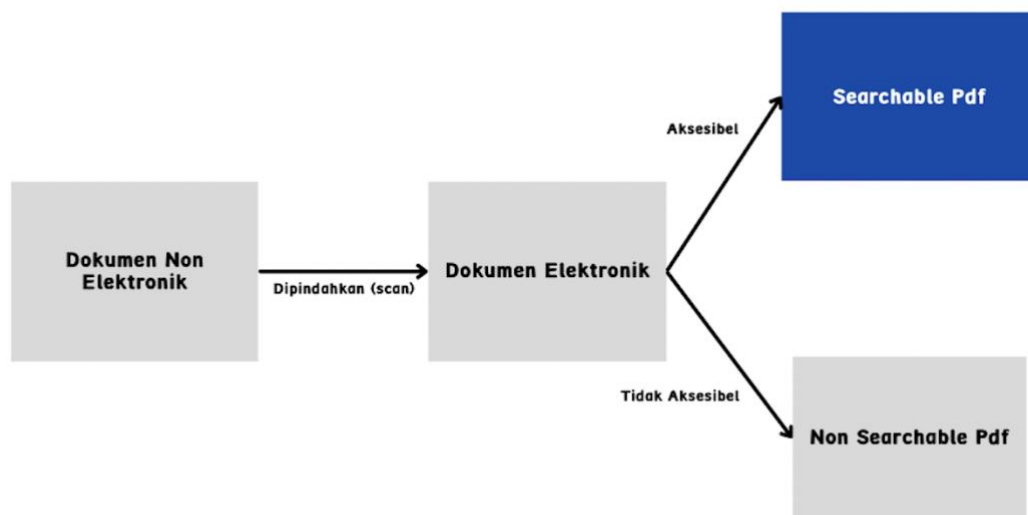 Searchable Pdf
Aksesibel
Dokumen Non
Elektronik
Dipindahkan (scan)
Dokumen Elektronik
Tidak Aksesibel
Non Searchable Pdf